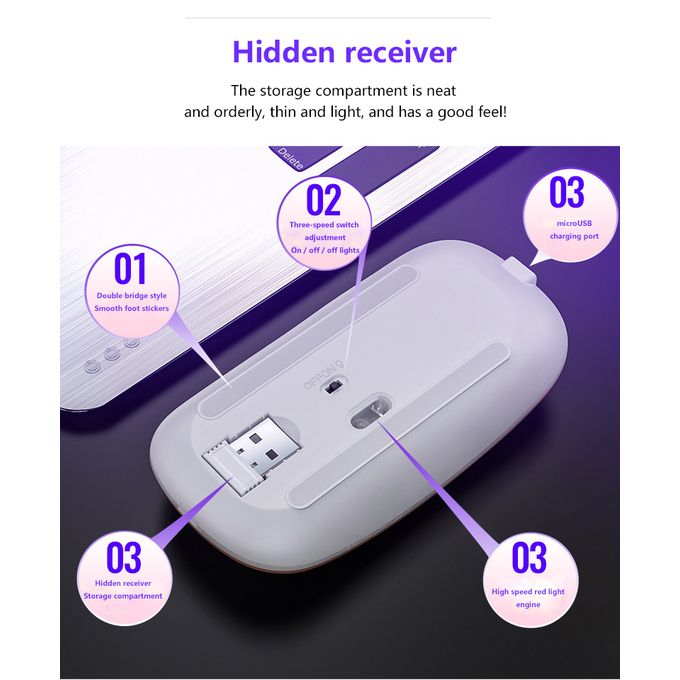 Hidden receiver
The storage compartment is neat
and orderly, thin and light, and has a good feel!
Delete
01
Double bridge style
Smooth foot stickers
02
Three-speed switch
adjustment
On / off / off lights
03
microUSB
charging port
OFFON
03
Hidden receiver
Storage compartment
03
High speed red light
engine